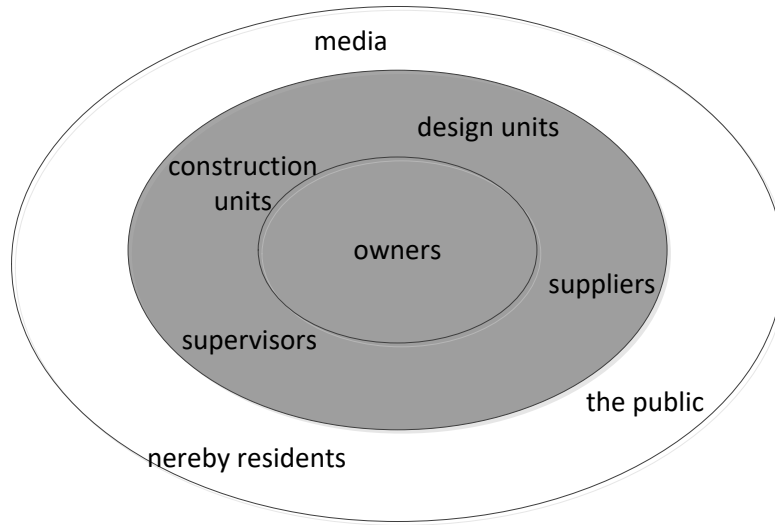 media
design units
construction
units
owners
suppliers
supervisors
the public
nereby residents